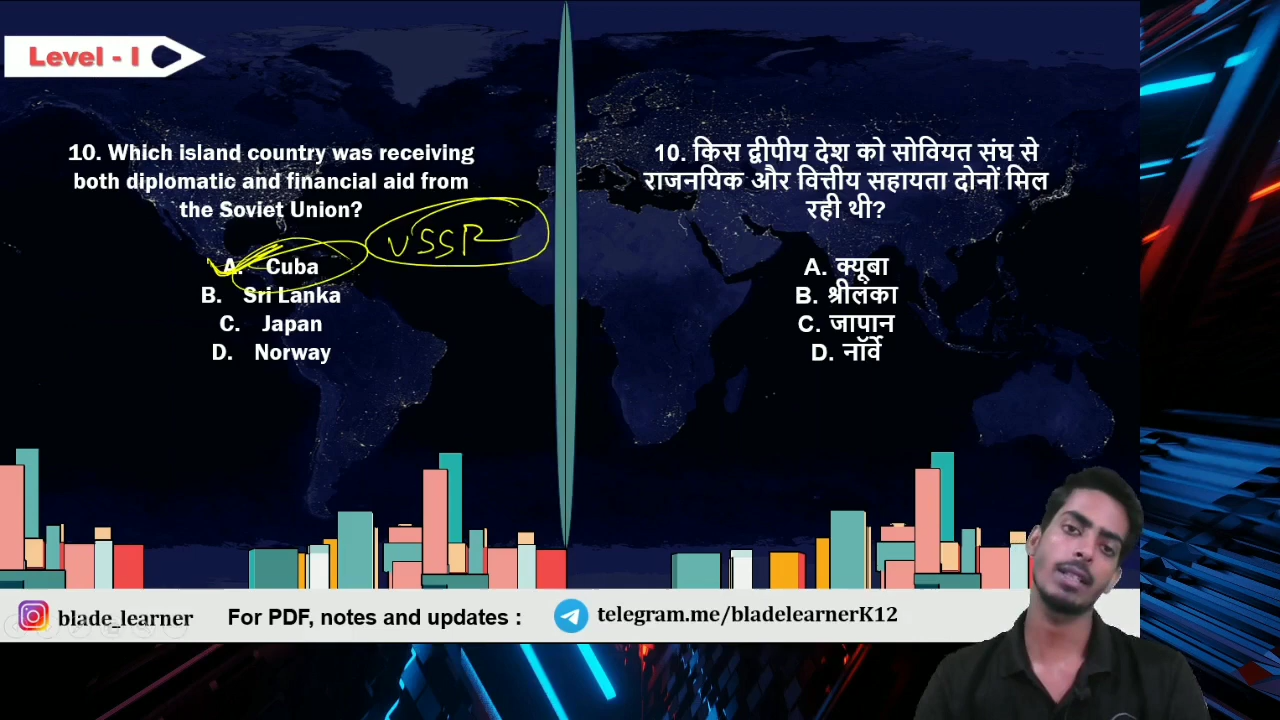 Level - I
10. Which island country was receiving
both diplomatic and financial aid from
the Soviet Union?
USSR
A. Cuba
B. Sri Lanka
C. Japan
D. Norway
10. किस द्वीपीय देश को सोवियत संघ से
राजनयिक और वित्तीय सहायता दोनों मिल
रही थी?
A. क्यूबा
B. श्रीलंका
C. जापान
D. नॉर्वे
blade_learner
For PDF, notes and updates :
telegram.me/bladelearnerK12